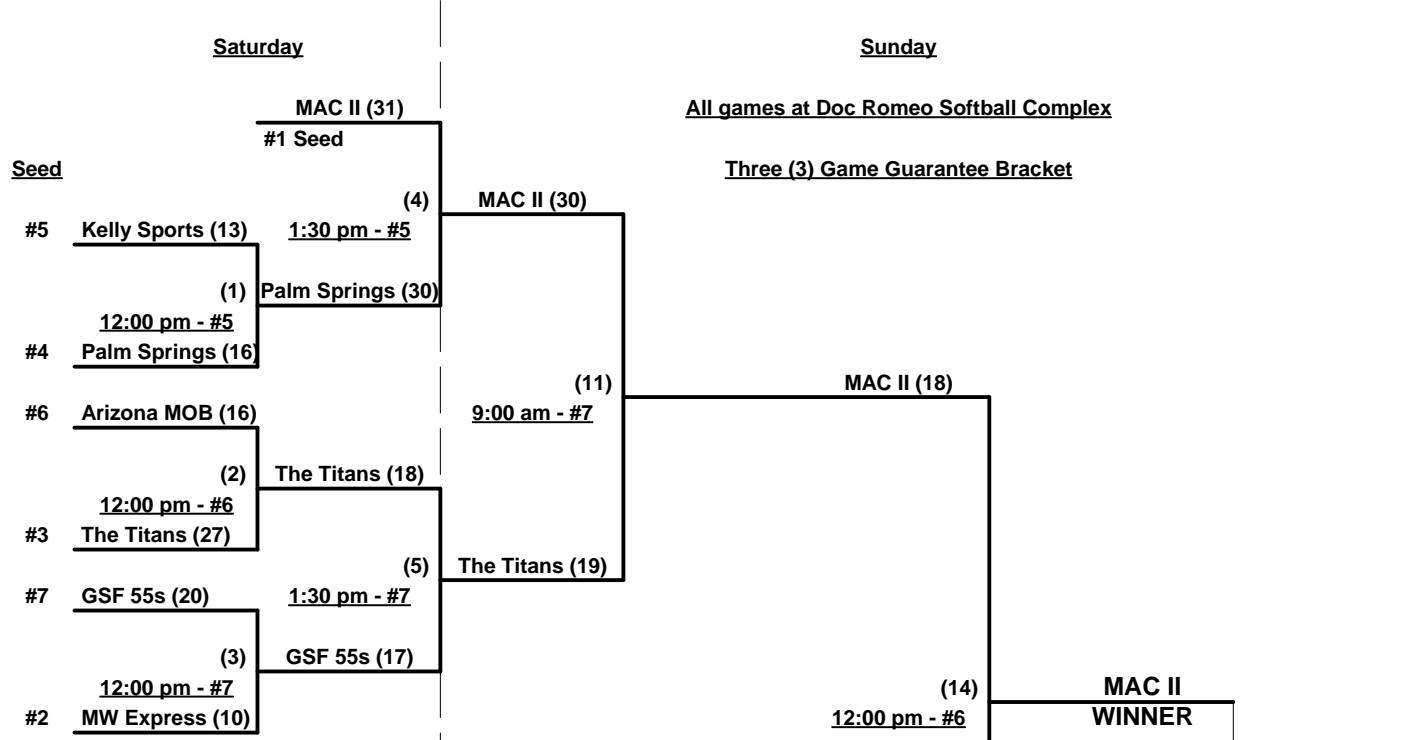 Saturday Sunday
MAC II (31) All games at Doc Romeo Softball Complex
#1 Seed
Seed Three (3) Game Guarantee Bracket
(4) MAC II (30)
#5 Kelly Sports (13) 1:30 pm - #5
(1) Palm Springs (30)
12:00 pm - #5
#4 Palm Springs (16)
(11) MAC II (18)
#6 Arizona MOB (16) 9:00 am - #7
(2) The Titans (18)
12:00 pm - #6
#3 The Titans (27)
(5) The Titans (19)
#7 GSF 55s (20) 1:30 pm - #7
(3) GSF 55s (17)
12:00 pm - #7 (14) MAC II
#2 MW Express (10) 12:00 pm - #6 WINNER